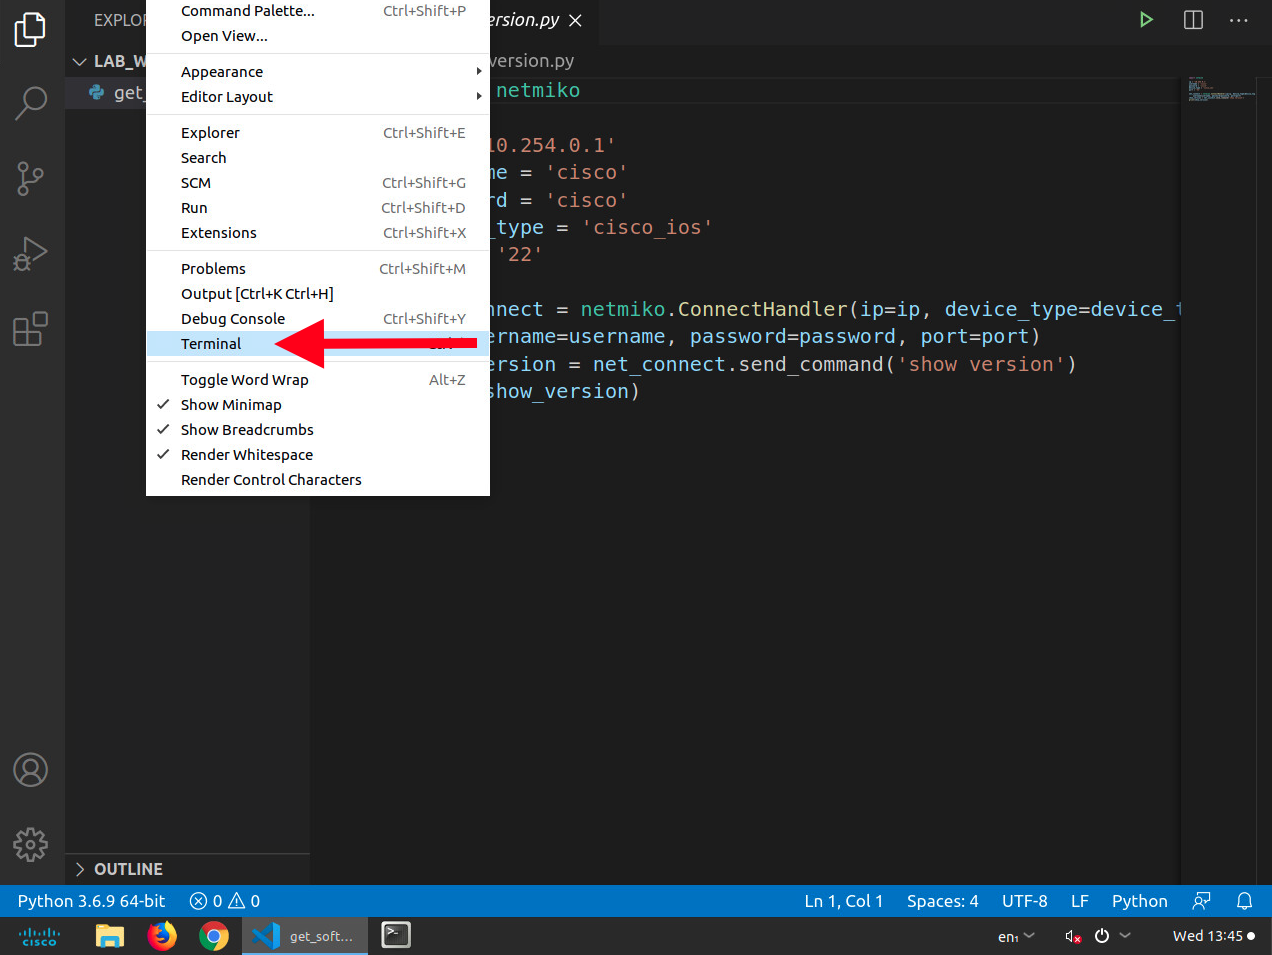 Command Palette... Ctrl+Shift+P
Open View...
Appearance
Editor Layout
Explorer Ctrl+Shift+E
Search
SCM Ctrl+Shift+G
Run Ctrl+Shift+D
Extensions Ctrl+Shift+X
Problems Ctrl+Shift+M
Output [Ctrl+K Ctrl+H]
Debug Console Ctrl+Shift+Y
Terminal
Toggle Word Wrap Alt+Z
Show Minimap
Show Breadcrumbs
Render Whitespace
Render Control Characters
EXPLOR
LAB_W
get_
ersion.py
version.py
netmiko
10.254.0.1'
me = 'cisco'
rd = 'cisco'
_type = 'cisco_ios'
'22'
nnect = netmiko.ConnectHandler(ip=ip, device_type=device_t
ername=username, password=password, port=port)
ersion = net_connect.send_command('show version')
show_version)
OUTLINE
Python 3.6.9 64-bit 0 0 Ln 1, Col 1 Spaces: 4 UTF-8 LF Python
cisco get_soft... en1 Wed 13:45